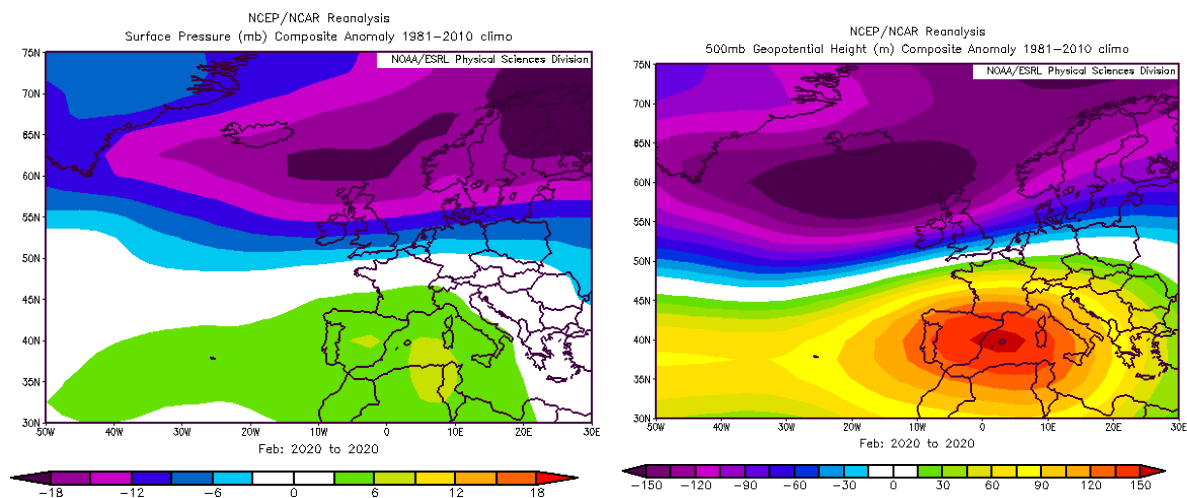 NCEP/NCAR Reanalysis
Surface Pressure (mb) Composite Anomaly 1981-2010 climo
NOAA/ESRL Physical Sciences Division
75N
70N
65N
60N
55N
50N
45N
40N
35N
30N
50W 40W 30W 20W 10W 0 10E 20E 30E
Feb: 2020 to 2020
-18 -12 -6 0 6 12 18
NCEP/NCAR Reanalysis
500mb Geopotential Height (m) Composite Anomaly 1981-2010 climo
NOAA/ESRL Physical Sciences Division
75N
70N
65N
60N
55N
50N
45N
40N
35N
30N
50W 40W 30W 20W 10W 0 10E 20E 30E
Feb: 2020 to 2020
-150 -120 -90 -60 -30 0 30 60 90 120 150